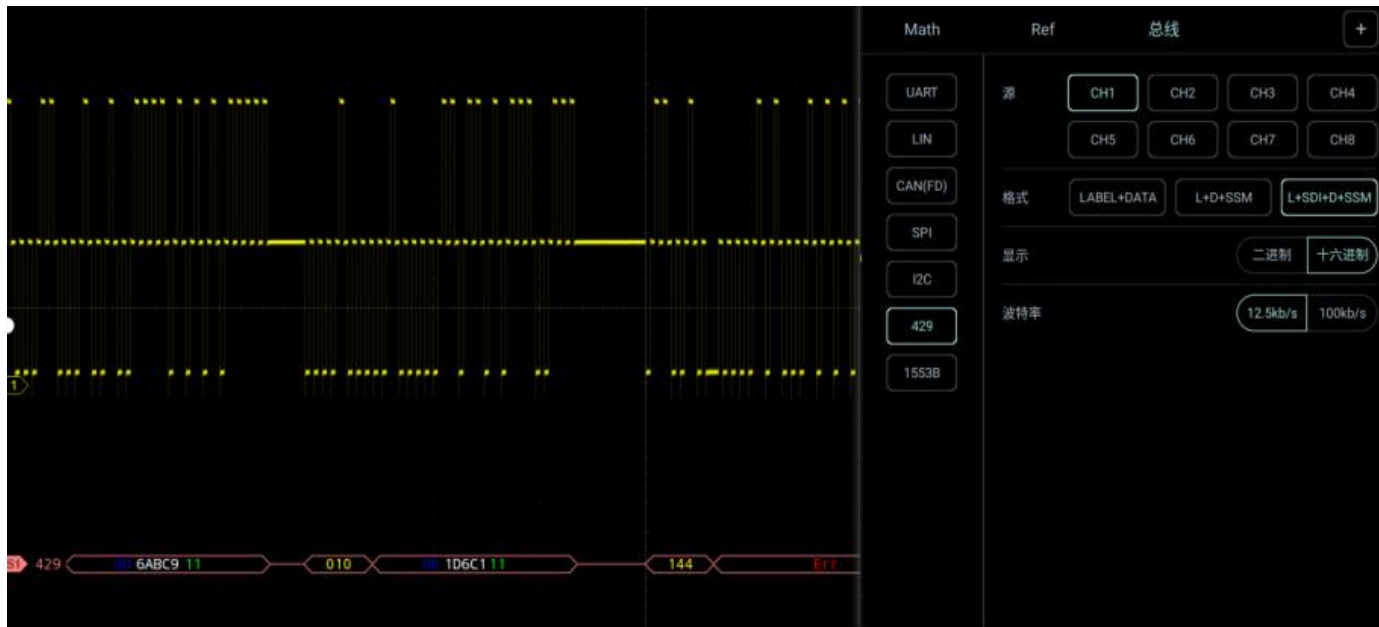 Math Ref 总线 +
UART
LIN
CAN(FD)
SPI
I2C
429
1553B
源 CH1 CH2 CH3 CH4
CH5 CH6 CH7 CH8
格式 LABEL+DATA L+D+SSM L+SDI+D+SSM
显示 二进制 十六进制
波特率 12.5kb/s 100kb/s
1
S1 429 6ABC9 11 010 1D6C1 11 144 Err